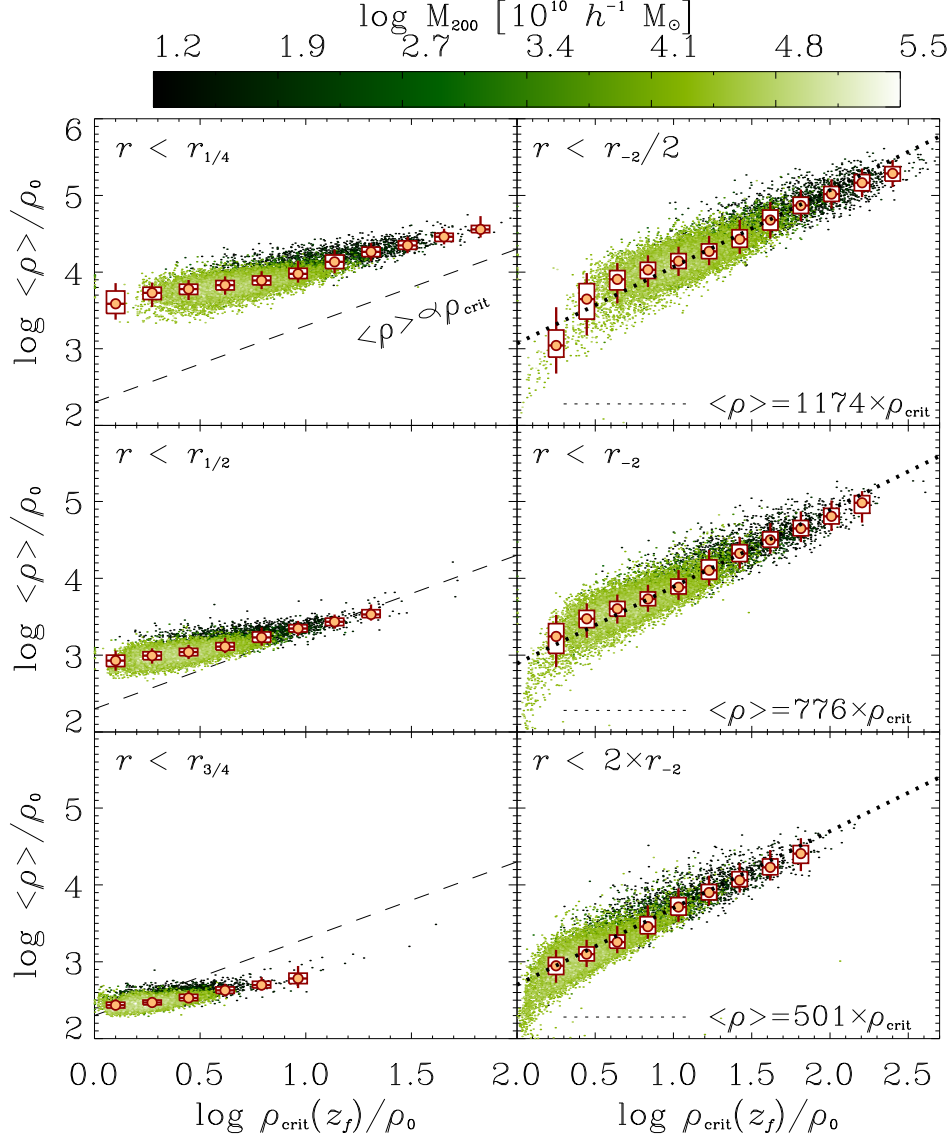 log M₂₀₀ [10¹⁰ h⁻¹ M⊙]
1.2 1.9 2.7 3.4 4.1 4.8 5.5
r < r₁/₄
r < r₋₂/2
6
5
4
3
2
log <ρ>/ρ₀
<ρ>∝ρcrit
<ρ>=1174×ρcrit
r < r₁/₂
r < r₋₂
5
4
3
2
log <ρ>/ρ₀
<ρ>=776×ρcrit
r < r₃/₄
r < 2×r₋₂
5
4
3
2
log <ρ>/ρ₀
<ρ>=501×ρcrit
0.0 0.5 1.0 1.5 2.0 0.5 1.0 1.5 2.0 2.5
log ρcrit(zf)/ρ₀ log ρcrit(zf)/ρ₀